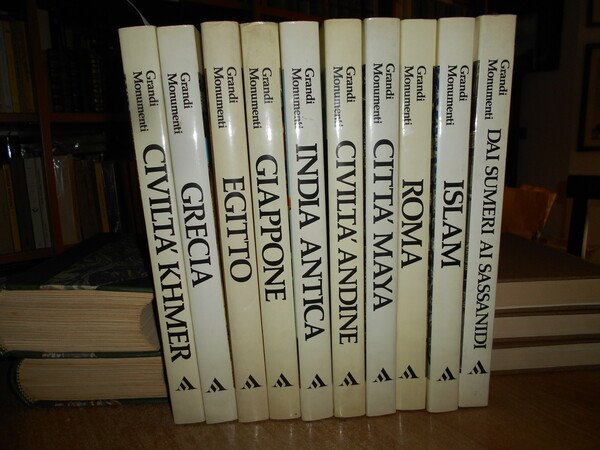 Grandi
Monumenti
CIVILTA' KHMER
Grandi
Monumenti
GRECIA
Grandi
Monumenti
EGITTO
Grandi
Monumenti
GIAPPONE
Grandi
Monumenti
INDIA ANTICA
Grandi
Monumenti
CIVILTA' ANDINE
Grandi
Monumenti
CITTA' MAYA
Grandi
Monumenti
ROMA
Grandi
Monumenti
ISLAM
Grandi
Monumenti
DAI SUMERI AI SASSANIDI